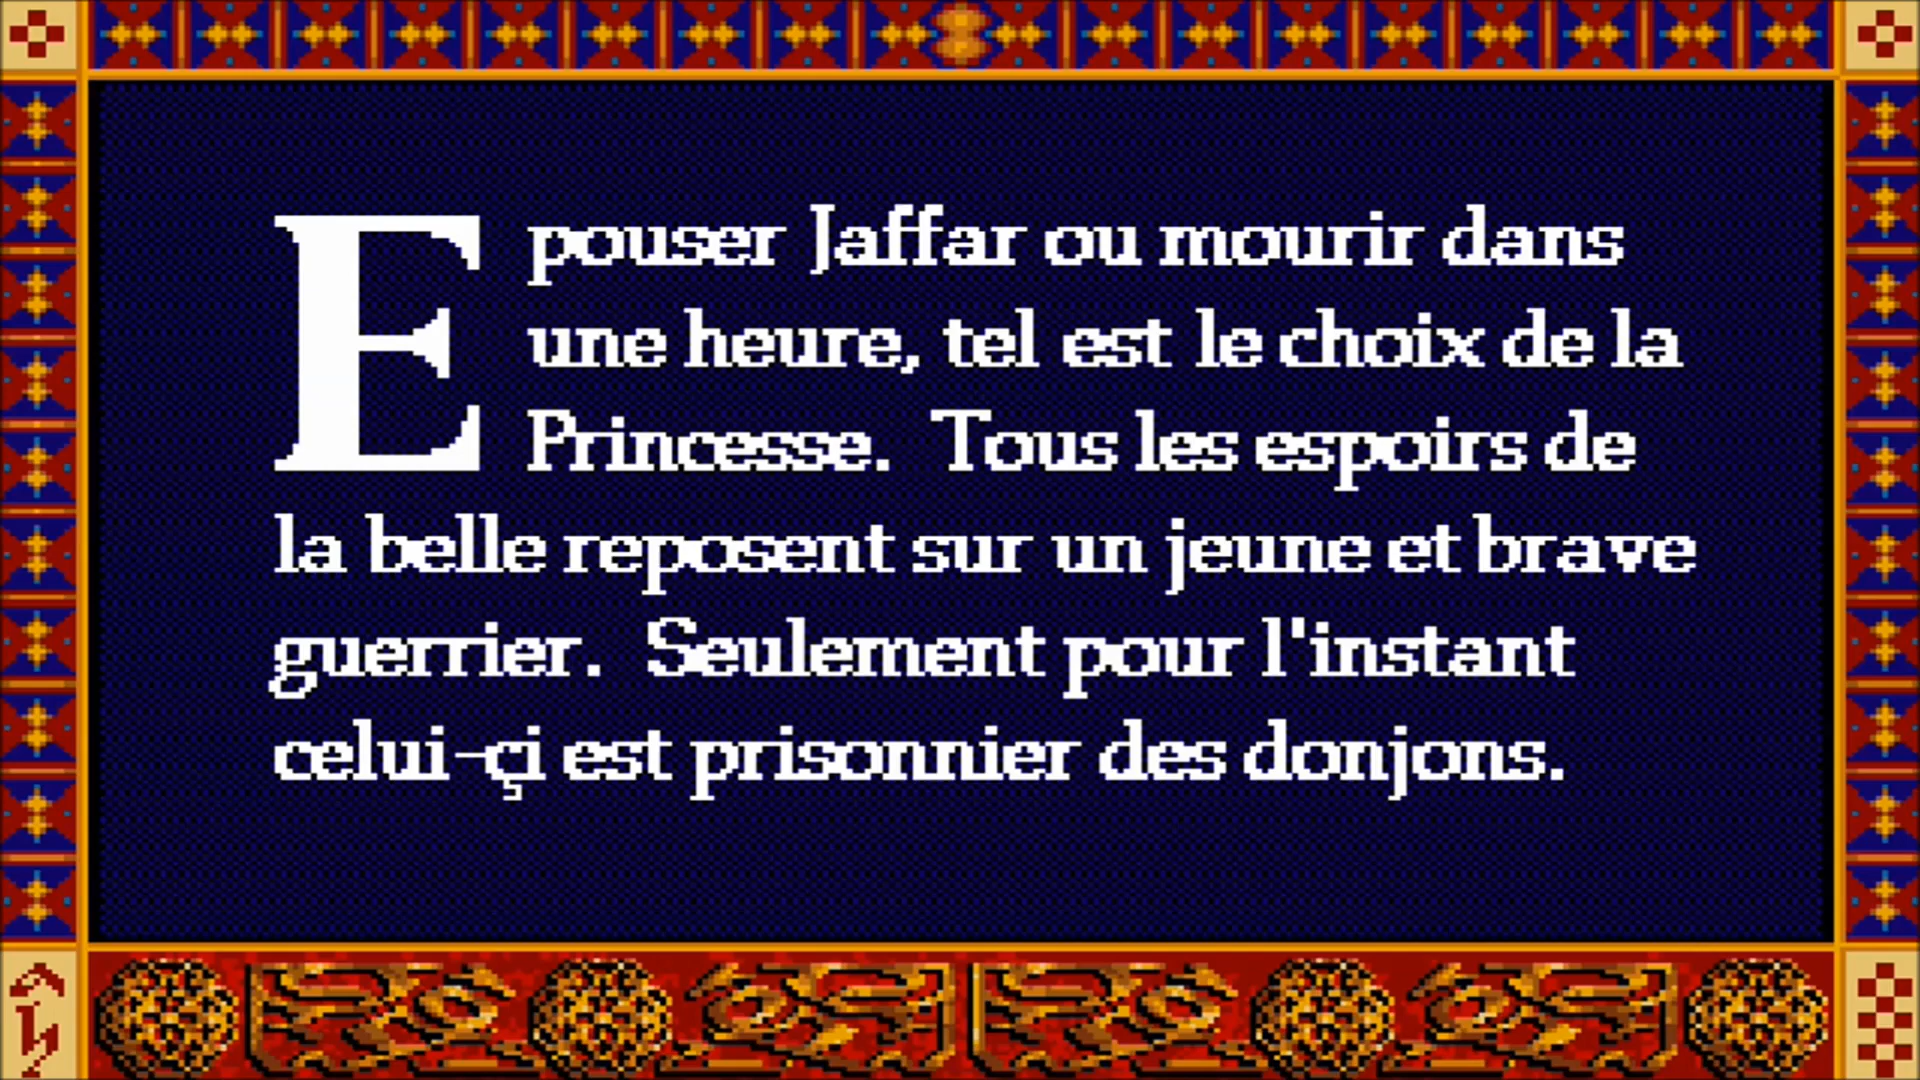 Epouser Jaffar ou mourir dans
une heure, tel est le choix de la
Princesse.  Tous les espoirs de
la belle reposent sur un jeune et brave
guerrier.  Seulement pour l'instant
celui-çi est prisonnier des donjons.